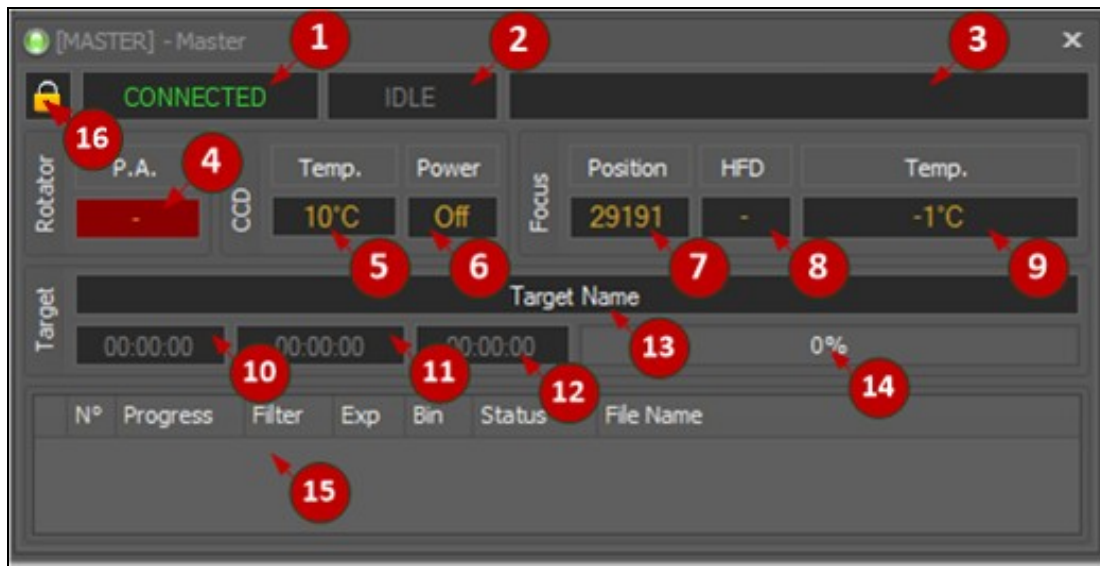 [MASTER] - Master 1 2 3
CONNECTED IDLE
16
Rotator P.A. 4 CCD Temp. Power Focus Position HFD Temp.
- 10°C Off 29191 - -1°C
5 6 7 8 9
Target Target Name
00:00:00 00:00:00 00:00:00 13 0%
10 11 12 14
N° Progress Filter Exp Bin Status File Name
15